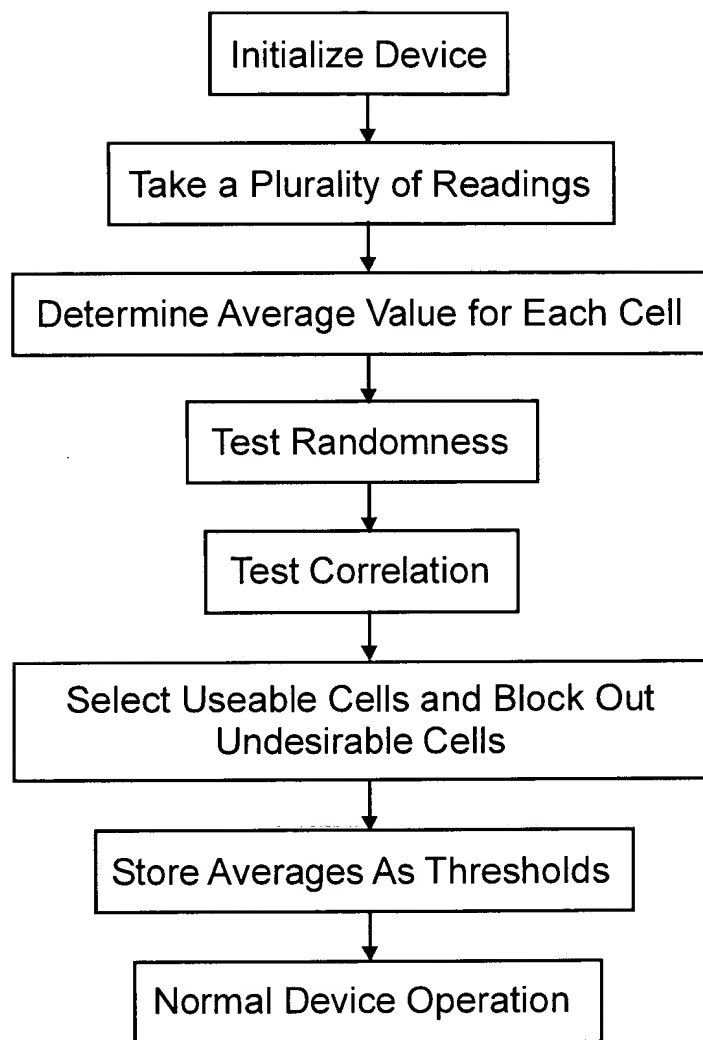 Initialize Device
Take a Plurality of Readings
Determine Average Value for Each Cell
Test Randomness
Test Correlation
Select Useable Cells and Block Out
Undesirable Cells
Store Averages As Thresholds
Normal Device Operation